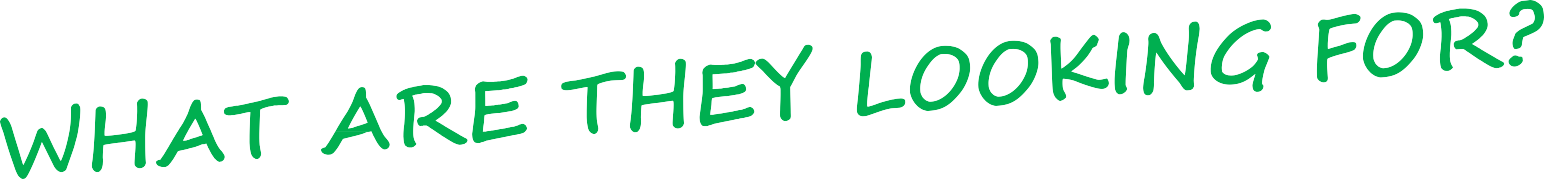 WHAT ARE THEY LOOKING FOR?